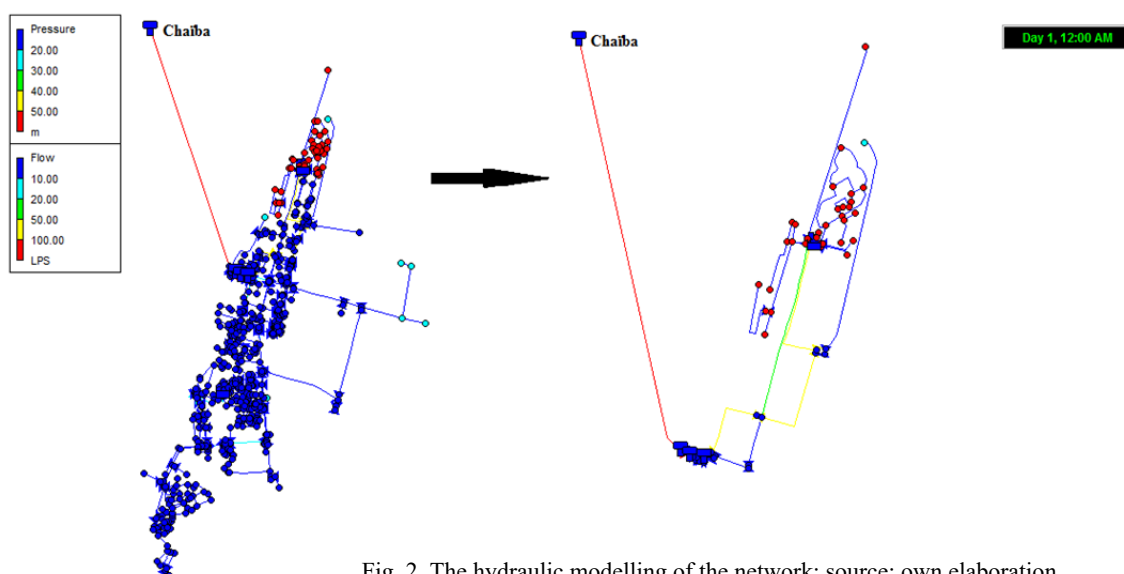 Pressure
20.00
30.00
40.00
50.00
m
Flow
10.00
20.00
50.00
100.00
LPS
Chaïba
Chaïba
Day 1, 12:00 AM
Fig. 2. The hydraulic modelling of the network; source: own elaboration